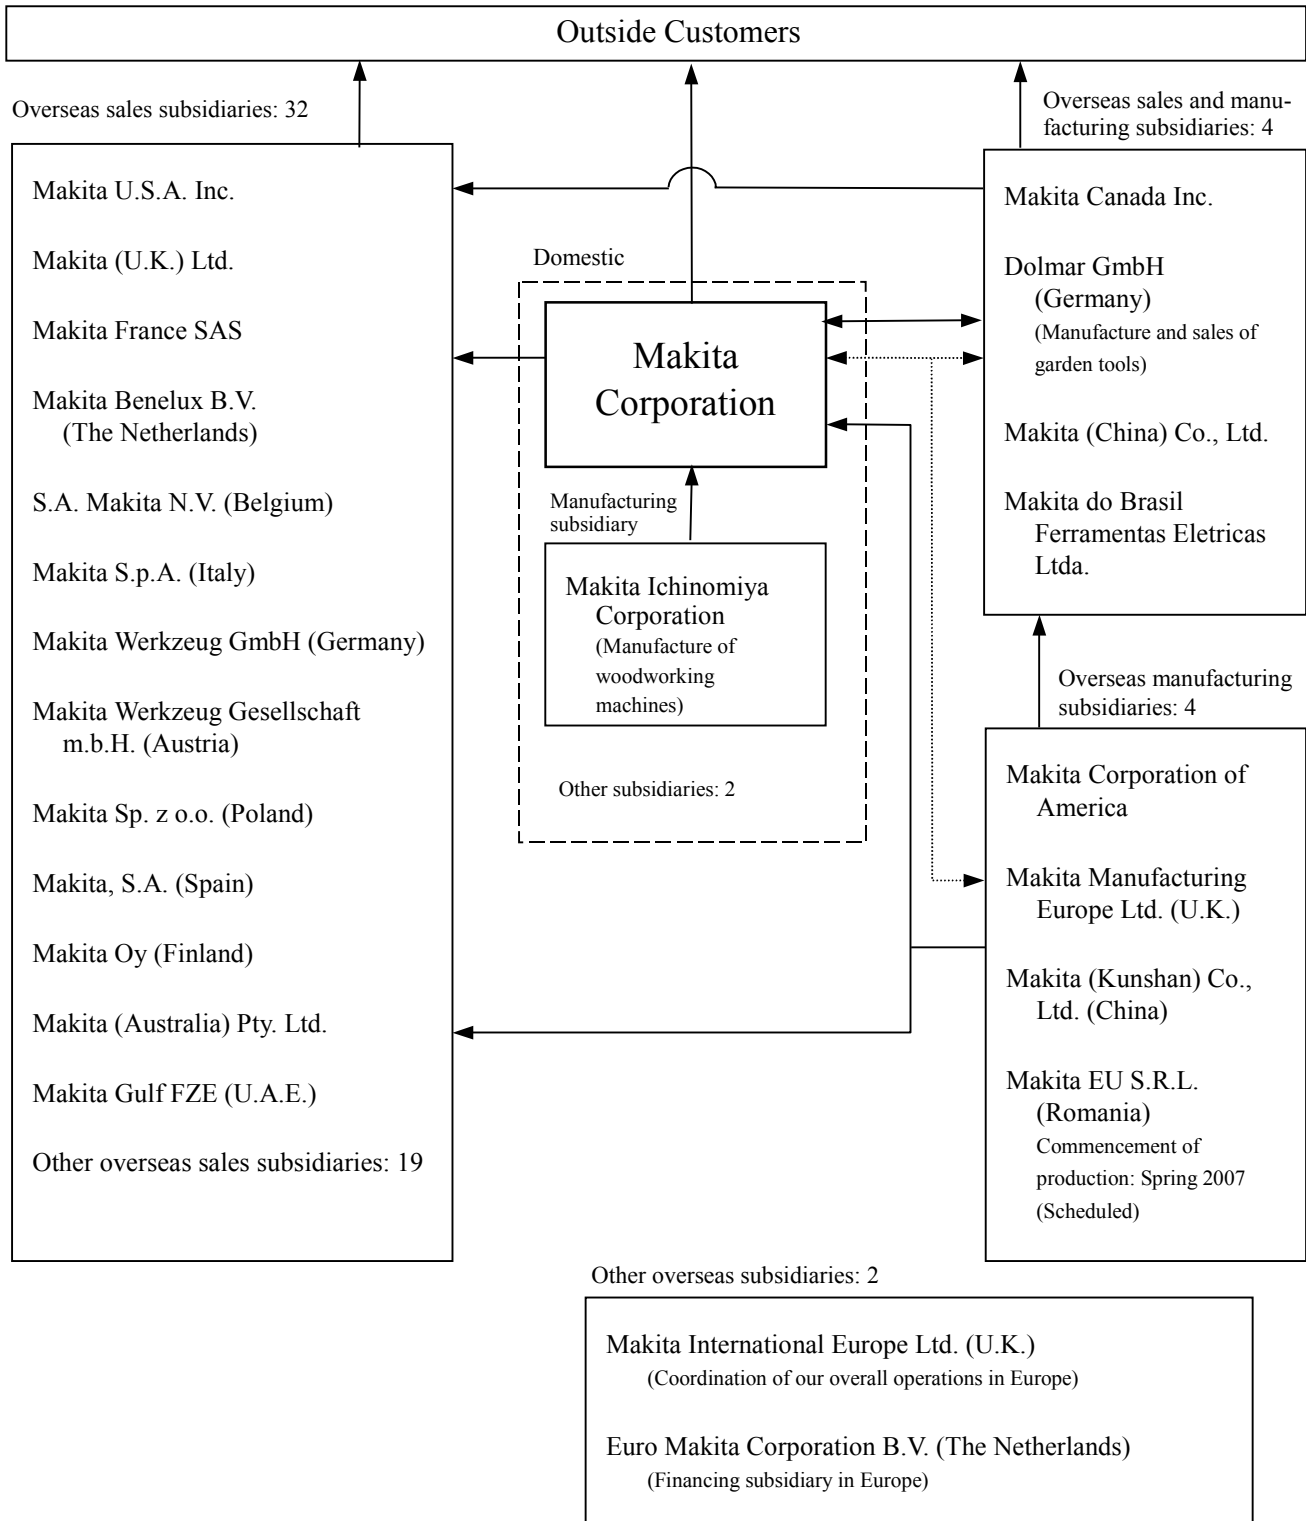 Outside Customers
Overseas sales subsidiaries: 32
Makita U.S.A. Inc.
Makita (U.K.) Ltd.
Makita France SAS
Makita Benelux B.V.
(The Netherlands)
S.A. Makita N.V. (Belgium)
Makita S.p.A. (Italy)
Makita Werkzeug GmbH (Germany)
Makita Werkzeug Gesellschaft
m.b.H. (Austria)
Makita Sp. z o.o. (Poland)
Makita, S.A. (Spain)
Makita Oy (Finland)
Makita (Australia) Pty. Ltd.
Makita Gulf FZE (U.A.E.)
Other overseas sales subsidiaries: 19
Domestic
Makita
Corporation
Manufacturing
subsidiary
Makita Ichinomiya
Corporation
(Manufacture of
woodworking
machines)
Other subsidiaries: 2
Overseas sales and manu-
facturing subsidiaries: 4
Makita Canada Inc.
Dolmar GmbH
(Germany)
(Manufacture and sales of
garden tools)
Makita (China) Co., Ltd.
Makita do Brasil
Ferramentas Eletricas
Ltda.
Overseas manufacturing
subsidiaries: 4
Makita Corporation of
America
Makita Manufacturing
Europe Ltd. (U.K.)
Makita (Kunshan) Co.,
Ltd. (China)
Makita EU S.R.L.
(Romania)
Commencement of
production: Spring 2007
(Scheduled)
Other overseas subsidiaries: 2
Makita International Europe Ltd. (U.K.)
(Coordination of our overall operations in Europe)
Euro Makita Corporation B.V. (The Netherlands)
(Financing subsidiary in Europe)